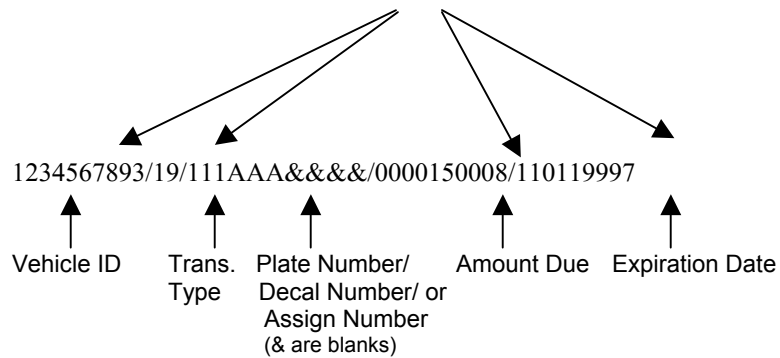 1234567893/19/111AAA&&&&/0000150008/110119997
Vehicle ID Trans. Plate Number/ Amount Due Expiration Date
Type Decal Number/ or
Assign Number
(& are blanks)